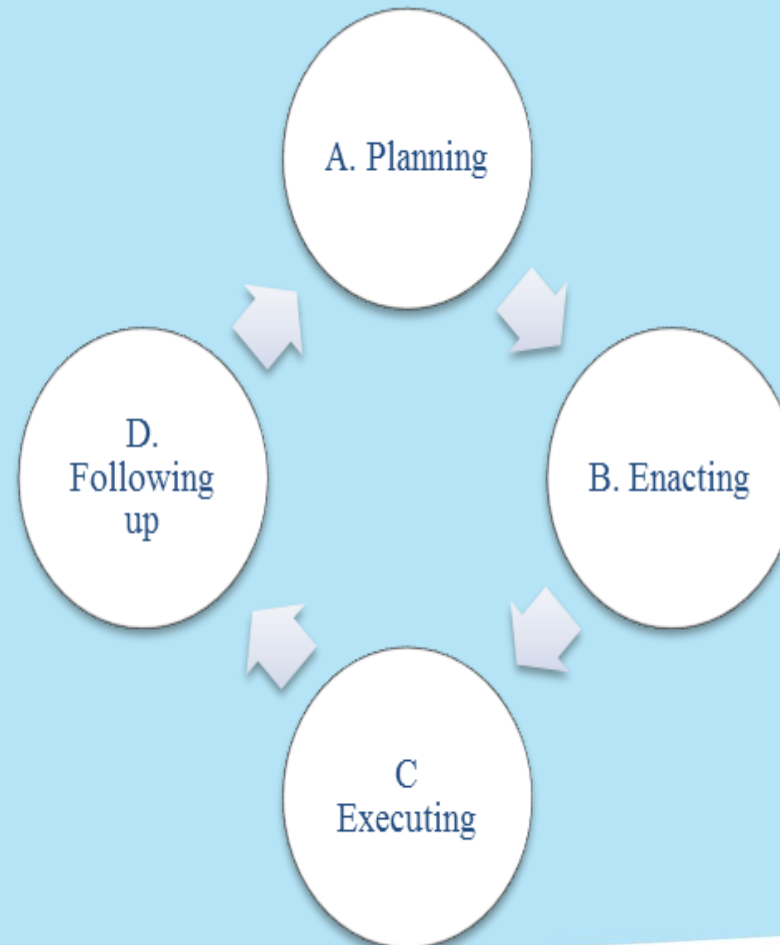 A. Planning
B. Enacting
C
Executing
D.
Following
up